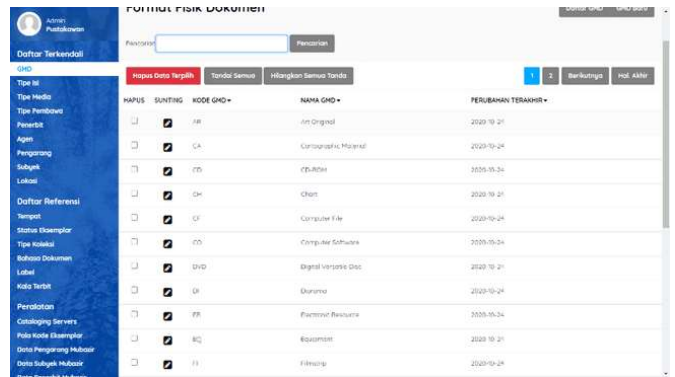 Format Fisik Dokumen
Daftar GMD GMD Baru
Admin
Pustakawan
Pencarian Pencarian
Daftar Terkendali
GMD
Tipe Isi
Tipe Media
Tipe Pembawa
Penerbit
Agen
Pengarang
Subyek
Lokasi
Daftar Referensi
Tempat
Status Eksemplar
Tipe Koleksi
Bahasa Dokumen
Label
Kala Terbit
Peralatan
Cataloging Servers
Pola Kode Eksemplar
Data Pengarang Mubazir
Data Subyek Mubazir
Data Penerbit Mubazir
Hapus Data Terpilih Tandai Semua Hilangkan Semua Tanda 1 2 Berikutnya Hal. Akhir
HAPUS SUNTING KODE GMD NAMA GMD PERUBAHAN TERAKHIR
AR Art Original 2020-10-24
CA Cartographic Material 2020-10-24
CD CD-ROM 2020-10-24
CH Chart 2020-10-24
CF Computer File 2020-10-24
CO Computer Software 2020-10-24
DVD Digital Versatile Disc 2020-10-24
DI Diorama 2020-10-24
ER Electronic Resource 2020-10-24
EQ Equipment 2020-10-24
FI Filmstrip 2020-10-24